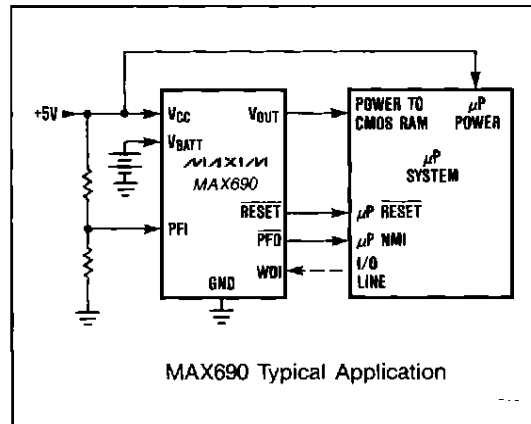 +5V
VCC
VBATT
MAXIM
MAX690
PFI
GND
VOUT
RESET
PFO
WDI
POWER TO
CMOS RAM
µP
POWER
µP
SYSTEM
µP RESET
µP NMI
I/O
LINE
MAX690 Typical Application